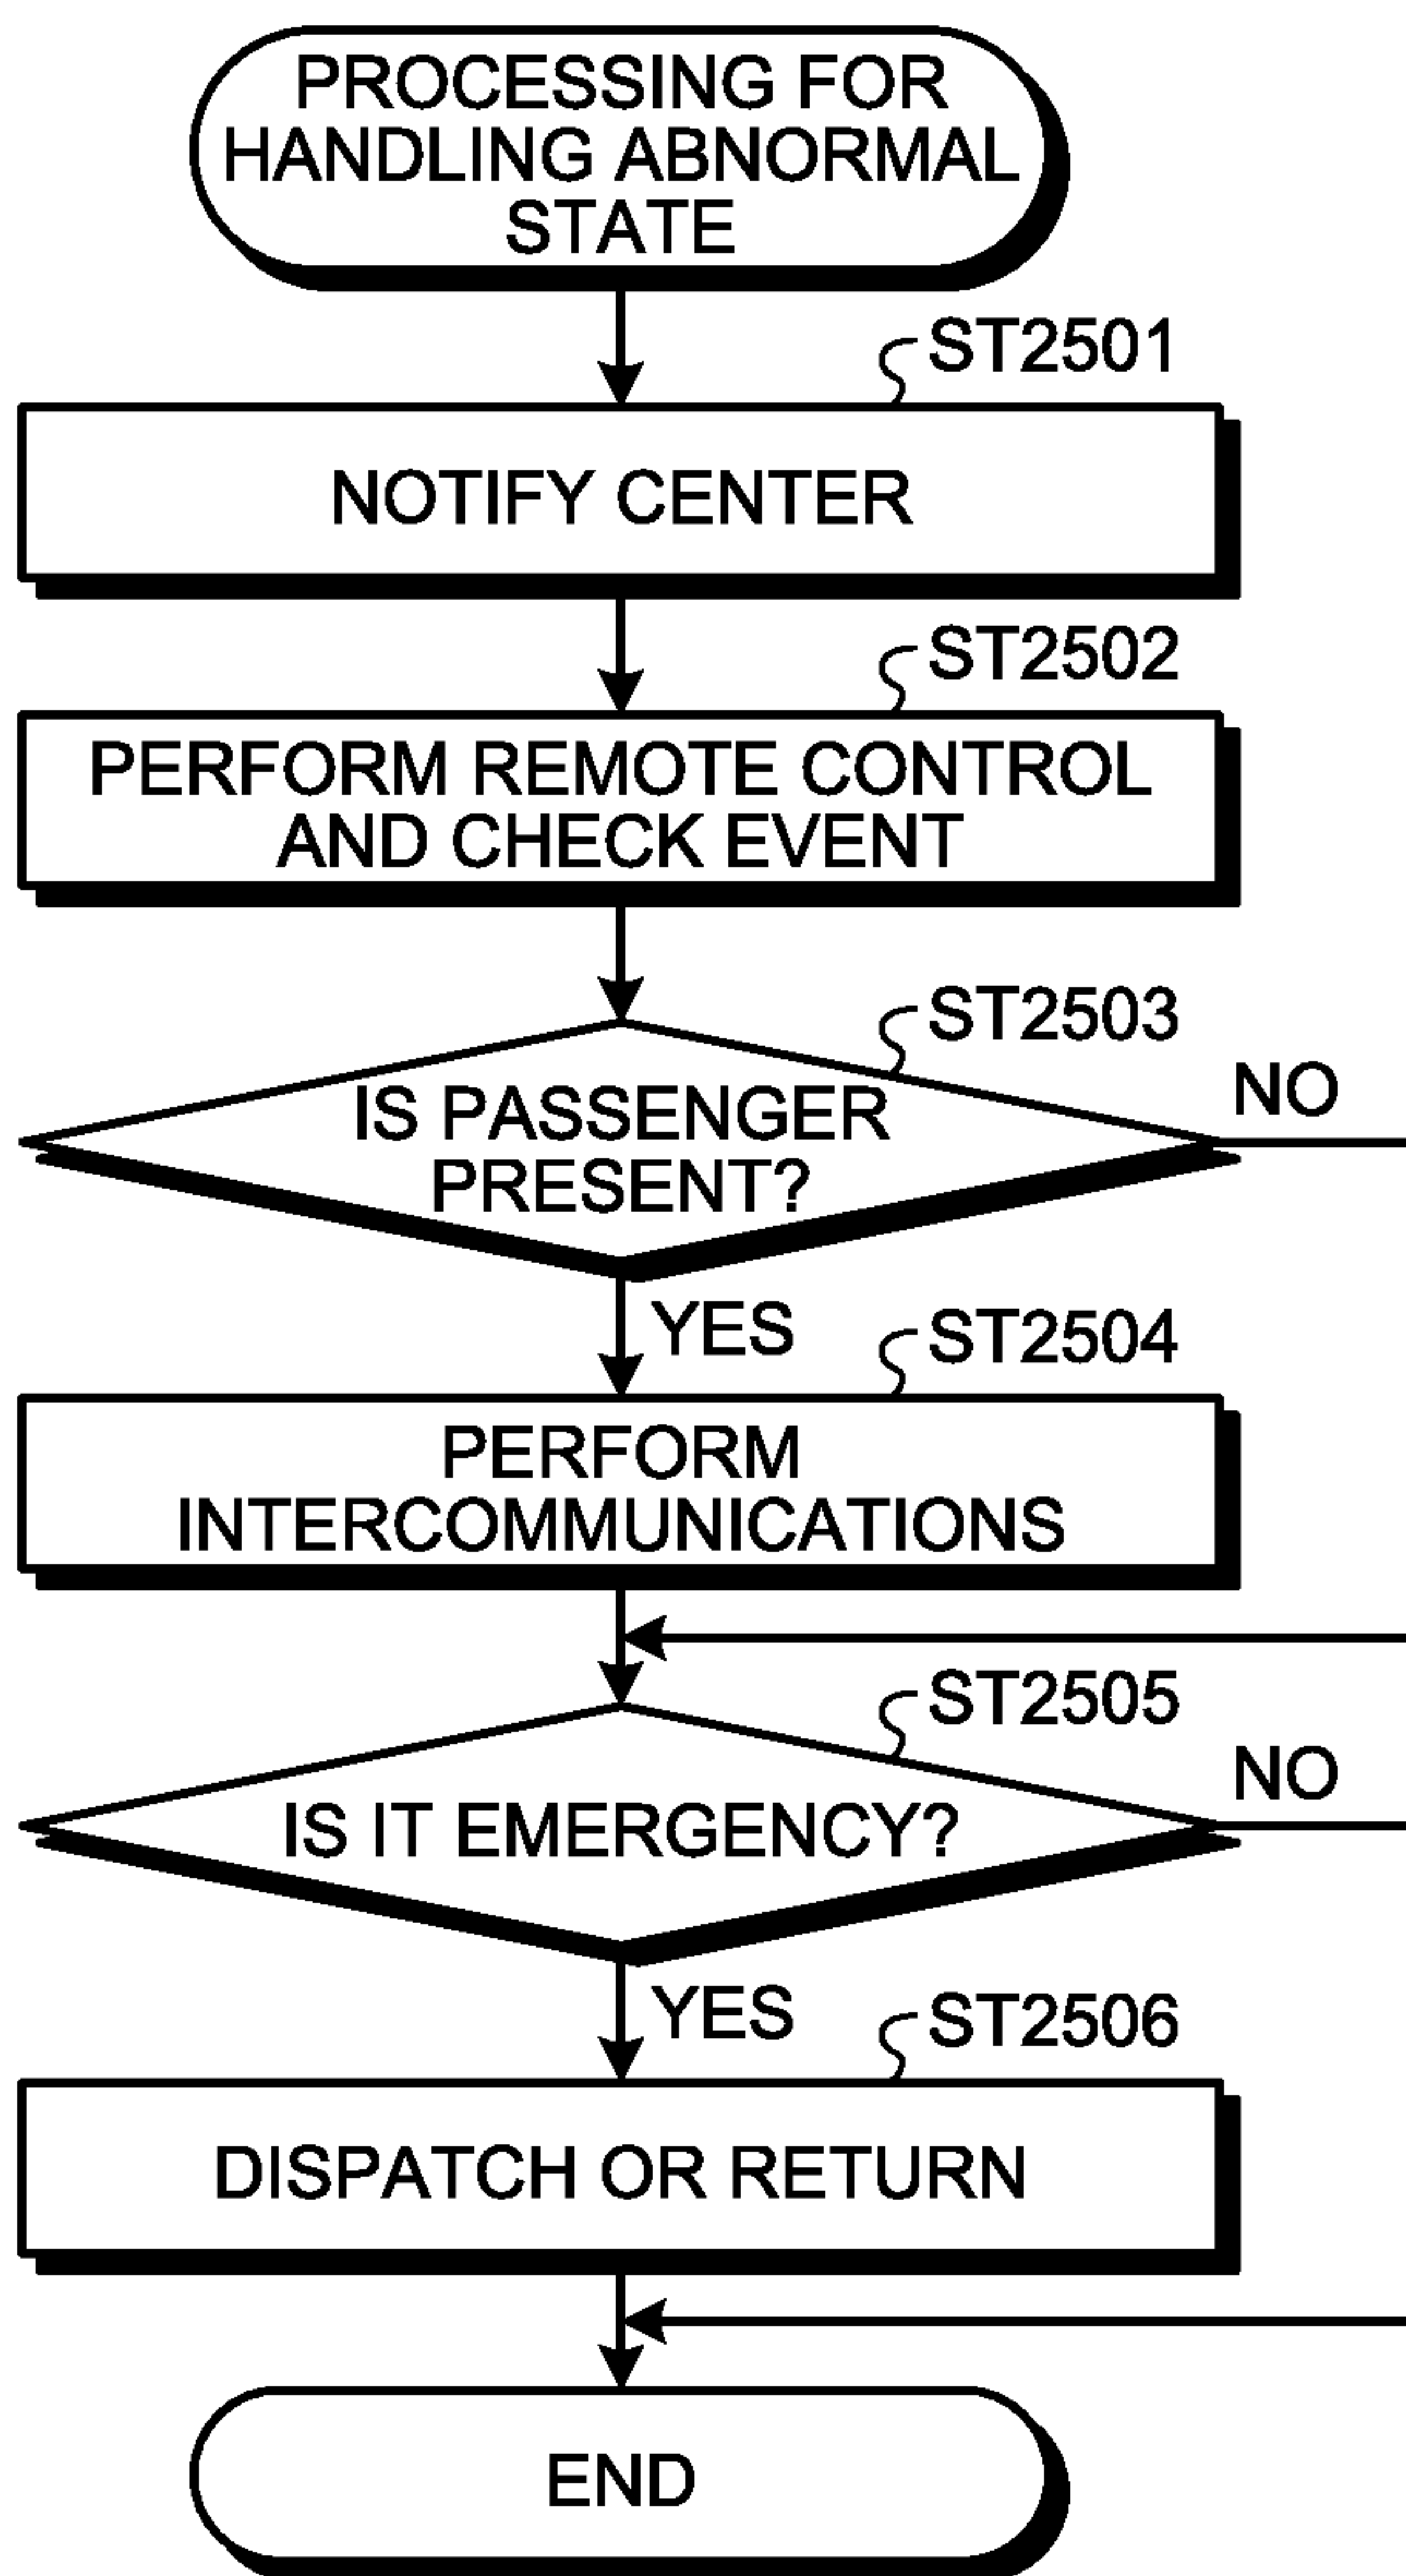 PROCESSING FOR
HANDLING ABNORMAL
STATE
ST2501
NOTIFY CENTER
ST2502
PERFORM REMOTE CONTROL
AND CHECK EVENT
ST2503
NO
IS PASSENGER
PRESENT?
YES
ST2504
PERFORM
INTERCOMMUNICATIONS
ST2505
NO
IS IT EMERGENCY?
YES
ST2506
DISPATCH OR RETURN
END